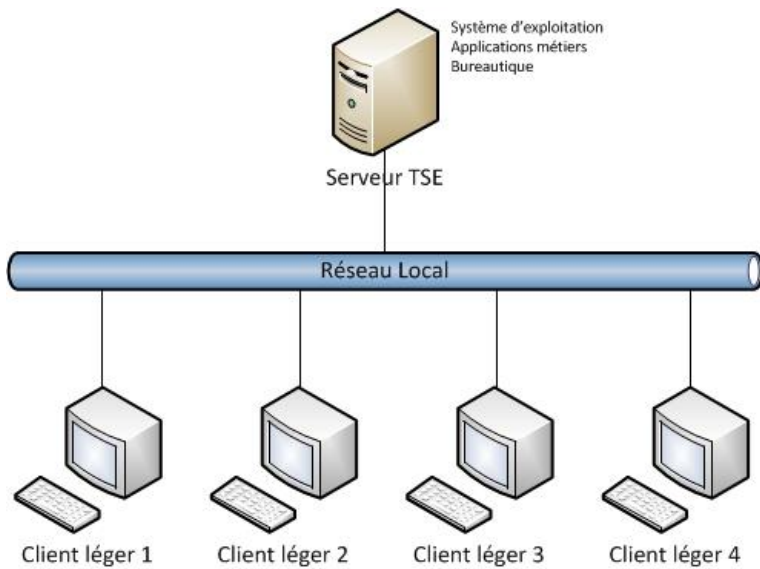 Système d'exploitation
Applications métiers
Bureautique
Serveur TSE
Réseau Local
Client léger 1
Client léger 2
Client léger 3
Client léger 4